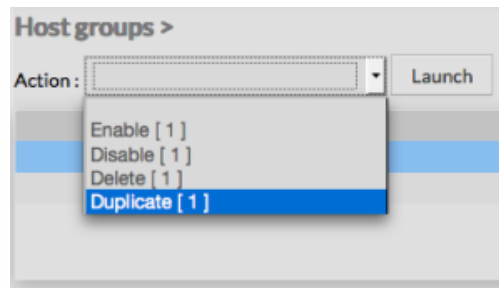 Host groups >
Action : Launch
Enable [ 1 ]
Disable [ 1 ]
Delete [ 1 ]
Duplicate [ 1 ]